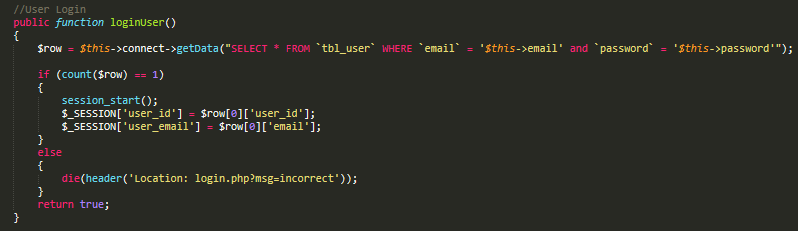 //User Login
public function loginUser()
{
    $row = $this->connect->getData("SELECT * FROM `tbl_user` WHERE `email` = '$this->email' and `password` = '$this->password'");

    if (count($row) == 1)
    {
        session_start();
        $_SESSION['user_id'] = $row[0]['user_id'];
        $_SESSION['user_email'] = $row[0]['email'];
    }
    else
    {
        die(header('Location: login.php?msg=incorrect'));
    }
    return true;
}